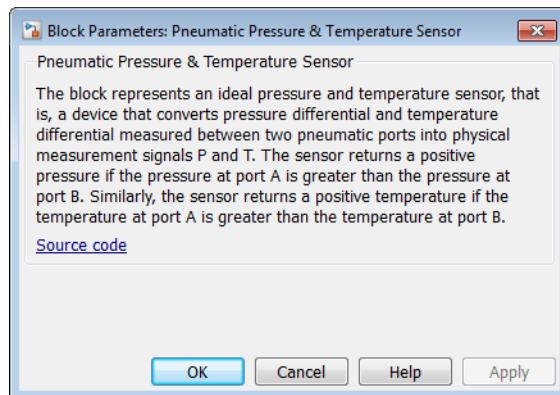 Block Parameters: Pneumatic Pressure & Temperature Sensor
Pneumatic Pressure & Temperature Sensor
The block represents an ideal pressure and temperature sensor, that
is, a device that converts pressure differential and temperature
differential measured between two pneumatic ports into physical
measurement signals P and T. The sensor returns a positive
pressure if the pressure at port A is greater than the pressure at
port B. Similarly, the sensor returns a positive temperature if the
temperature at port A is greater than the temperature at port B.
Source code
OK Cancel Help Apply